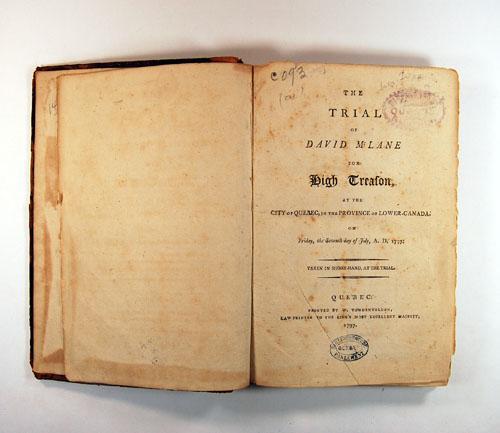 C 093
THE
TRIAL
OF
DAVID M'LANE
FOR
High Treaſon,
AT THE
CITY OF QUEBEC, IN THE PROVINCE OF LOWER-CANADA:
ON
Friday, the ſeventh day of July, A. D. 1797:
TAKEN IN SHORT-HAND, AT THE TRIAL.
QUEBEC:
PRINTED BY W. VONDENVELDEN,
LAW PRINTER TO THE KING'S MOST EXCELLENT MAJESTY,
1797.